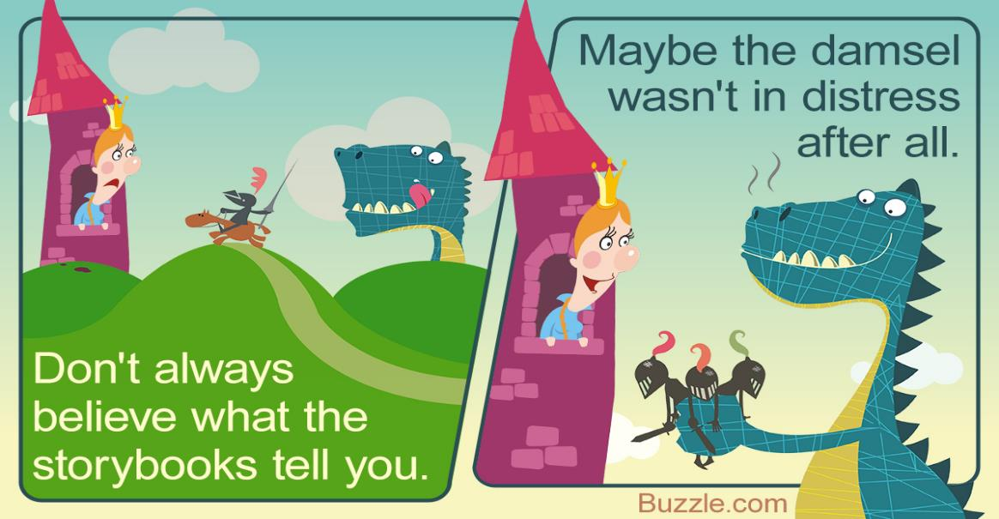 Don't always
believe what the
storybooks tell you.
Maybe the damsel
wasn't in distress
after all.
Buzzle.com